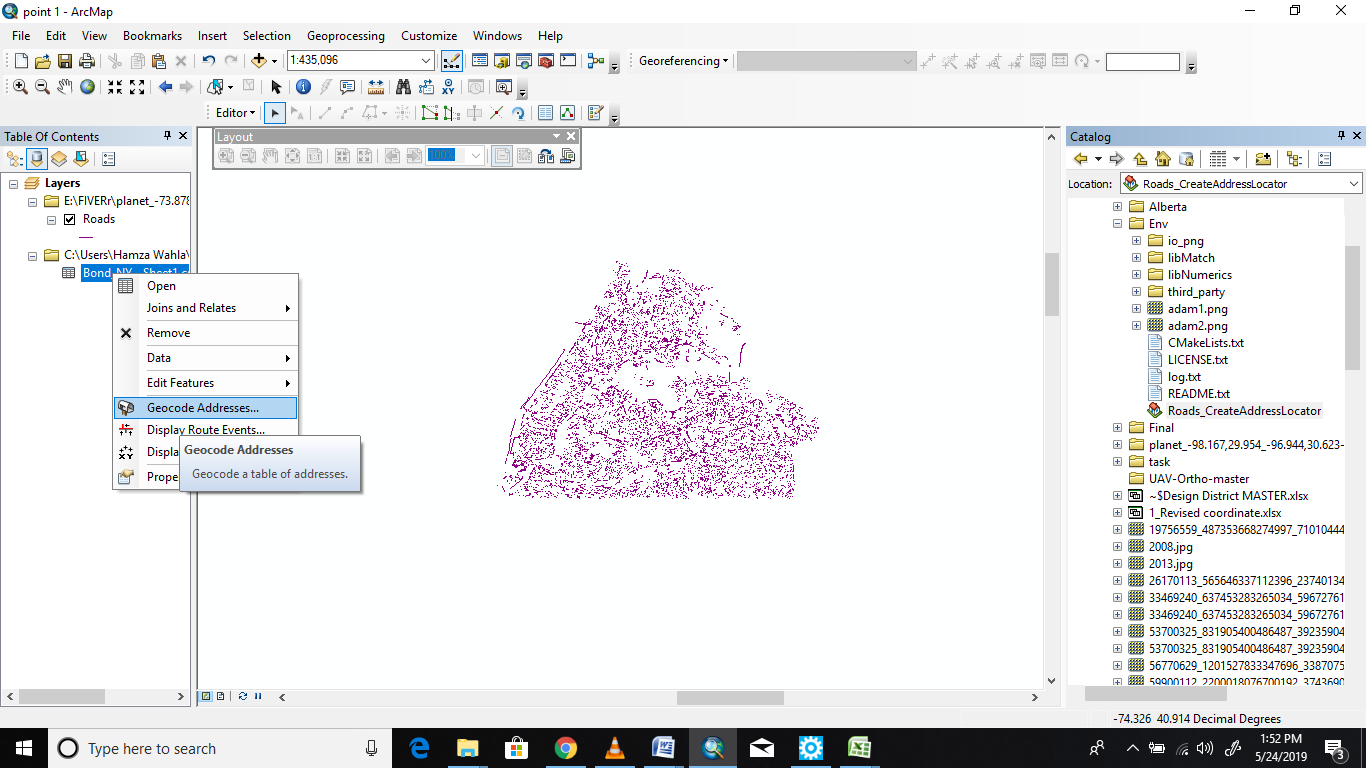 point 1 - ArcMap
File Edit View Bookmarks Insert Selection Geoprocessing Customize Windows Help
1:435,096
Georeferencing
Editor
Table Of Contents
Layers
E:\FIVERr\planet_-73.878
Roads
C:\Users\Hamza Wahla\
Bond_NY - Sheet1.c
Open
Joins and Relates
Remove
Data
Edit Features
Geocode Addresses...
Display Route Events...
Displa
Prope
Geocode Addresses
Geocode a table of addresses.
Layout
100%
Catalog
Location: Roads_CreateAddressLocator
Alberta
Env
io_png
libMatch
libNumerics
third_party
adam1.png
adam2.png
CMakeLists.txt
LICENSE.txt
log.txt
README.txt
Roads_CreateAddressLocator
Final
planet_-98.167,29.954_-96.944,30.623-
task
UAV-Ortho-master
~$Design District MASTER.xlsx
1_Revised coordinate.xlsx
19756559_487353668274997_71010444
2008.jpg
2013.jpg
26170113_565646337112396_23740134
33469240_637453283265034_59672761
33469240_637453283265034_59672761
53700325_831905400486487_39235904
53700325_831905400486487_39235904
56770629_1201527833347696_3387075
59900112_2200018076700192_3743690
-74.326 40.914 Decimal Degrees
Type here to search
1:52 PM
5/24/2019
3